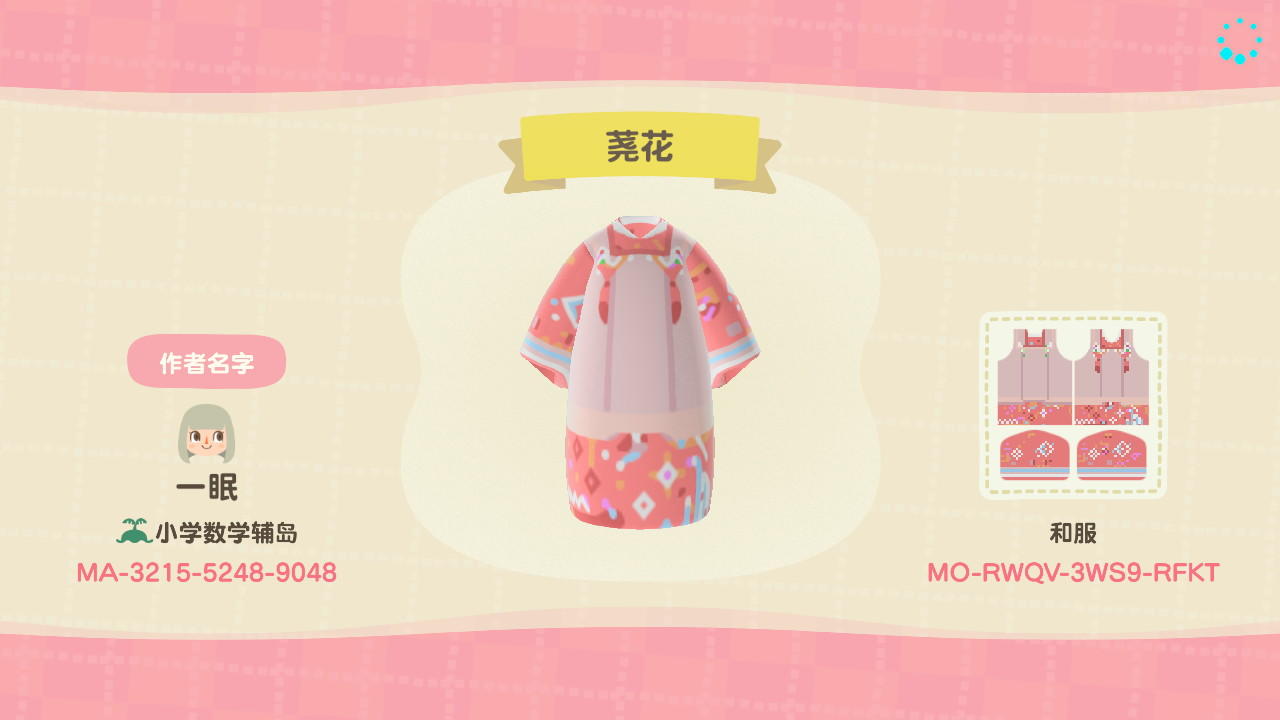 荛花
作者名字
一眠
小学数学辅岛
MA-3215-5248-9048
和服
MO-RWQV-3WS9-RFKT